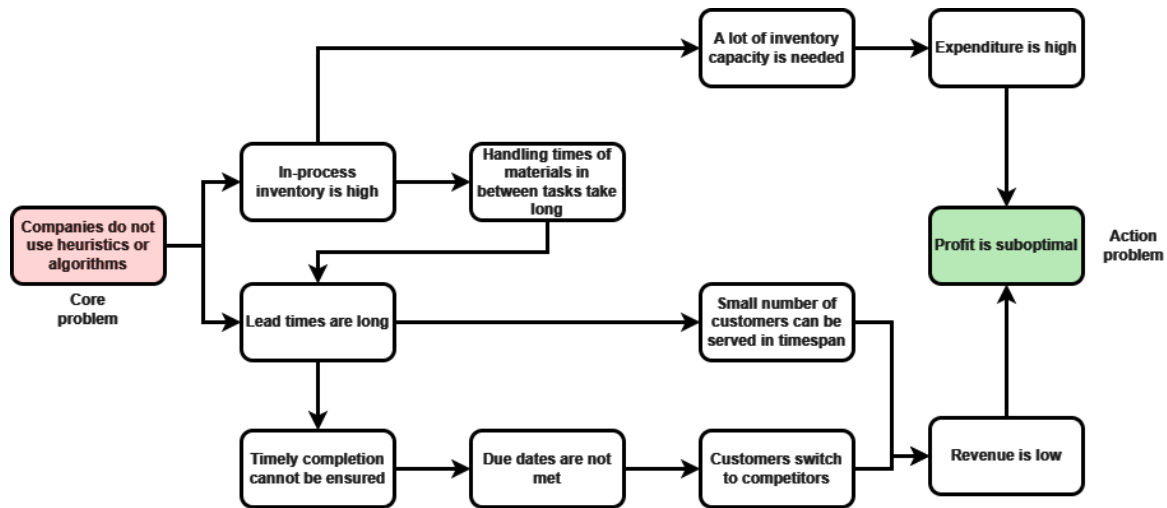 A lot of inventory
capacity is needed
Expenditure is high
In-process
inventory is high
Handling times of
materials in
between tasks take
long
Companies do not
use heuristics or
algorithms
Core
problem
Profit is suboptimal
Action
problem
Lead times are long
Small number of
customers can be
served in timespan
Timely completion
cannot be ensured
Due dates are not
met
Customers switch
to competitors
Revenue is low